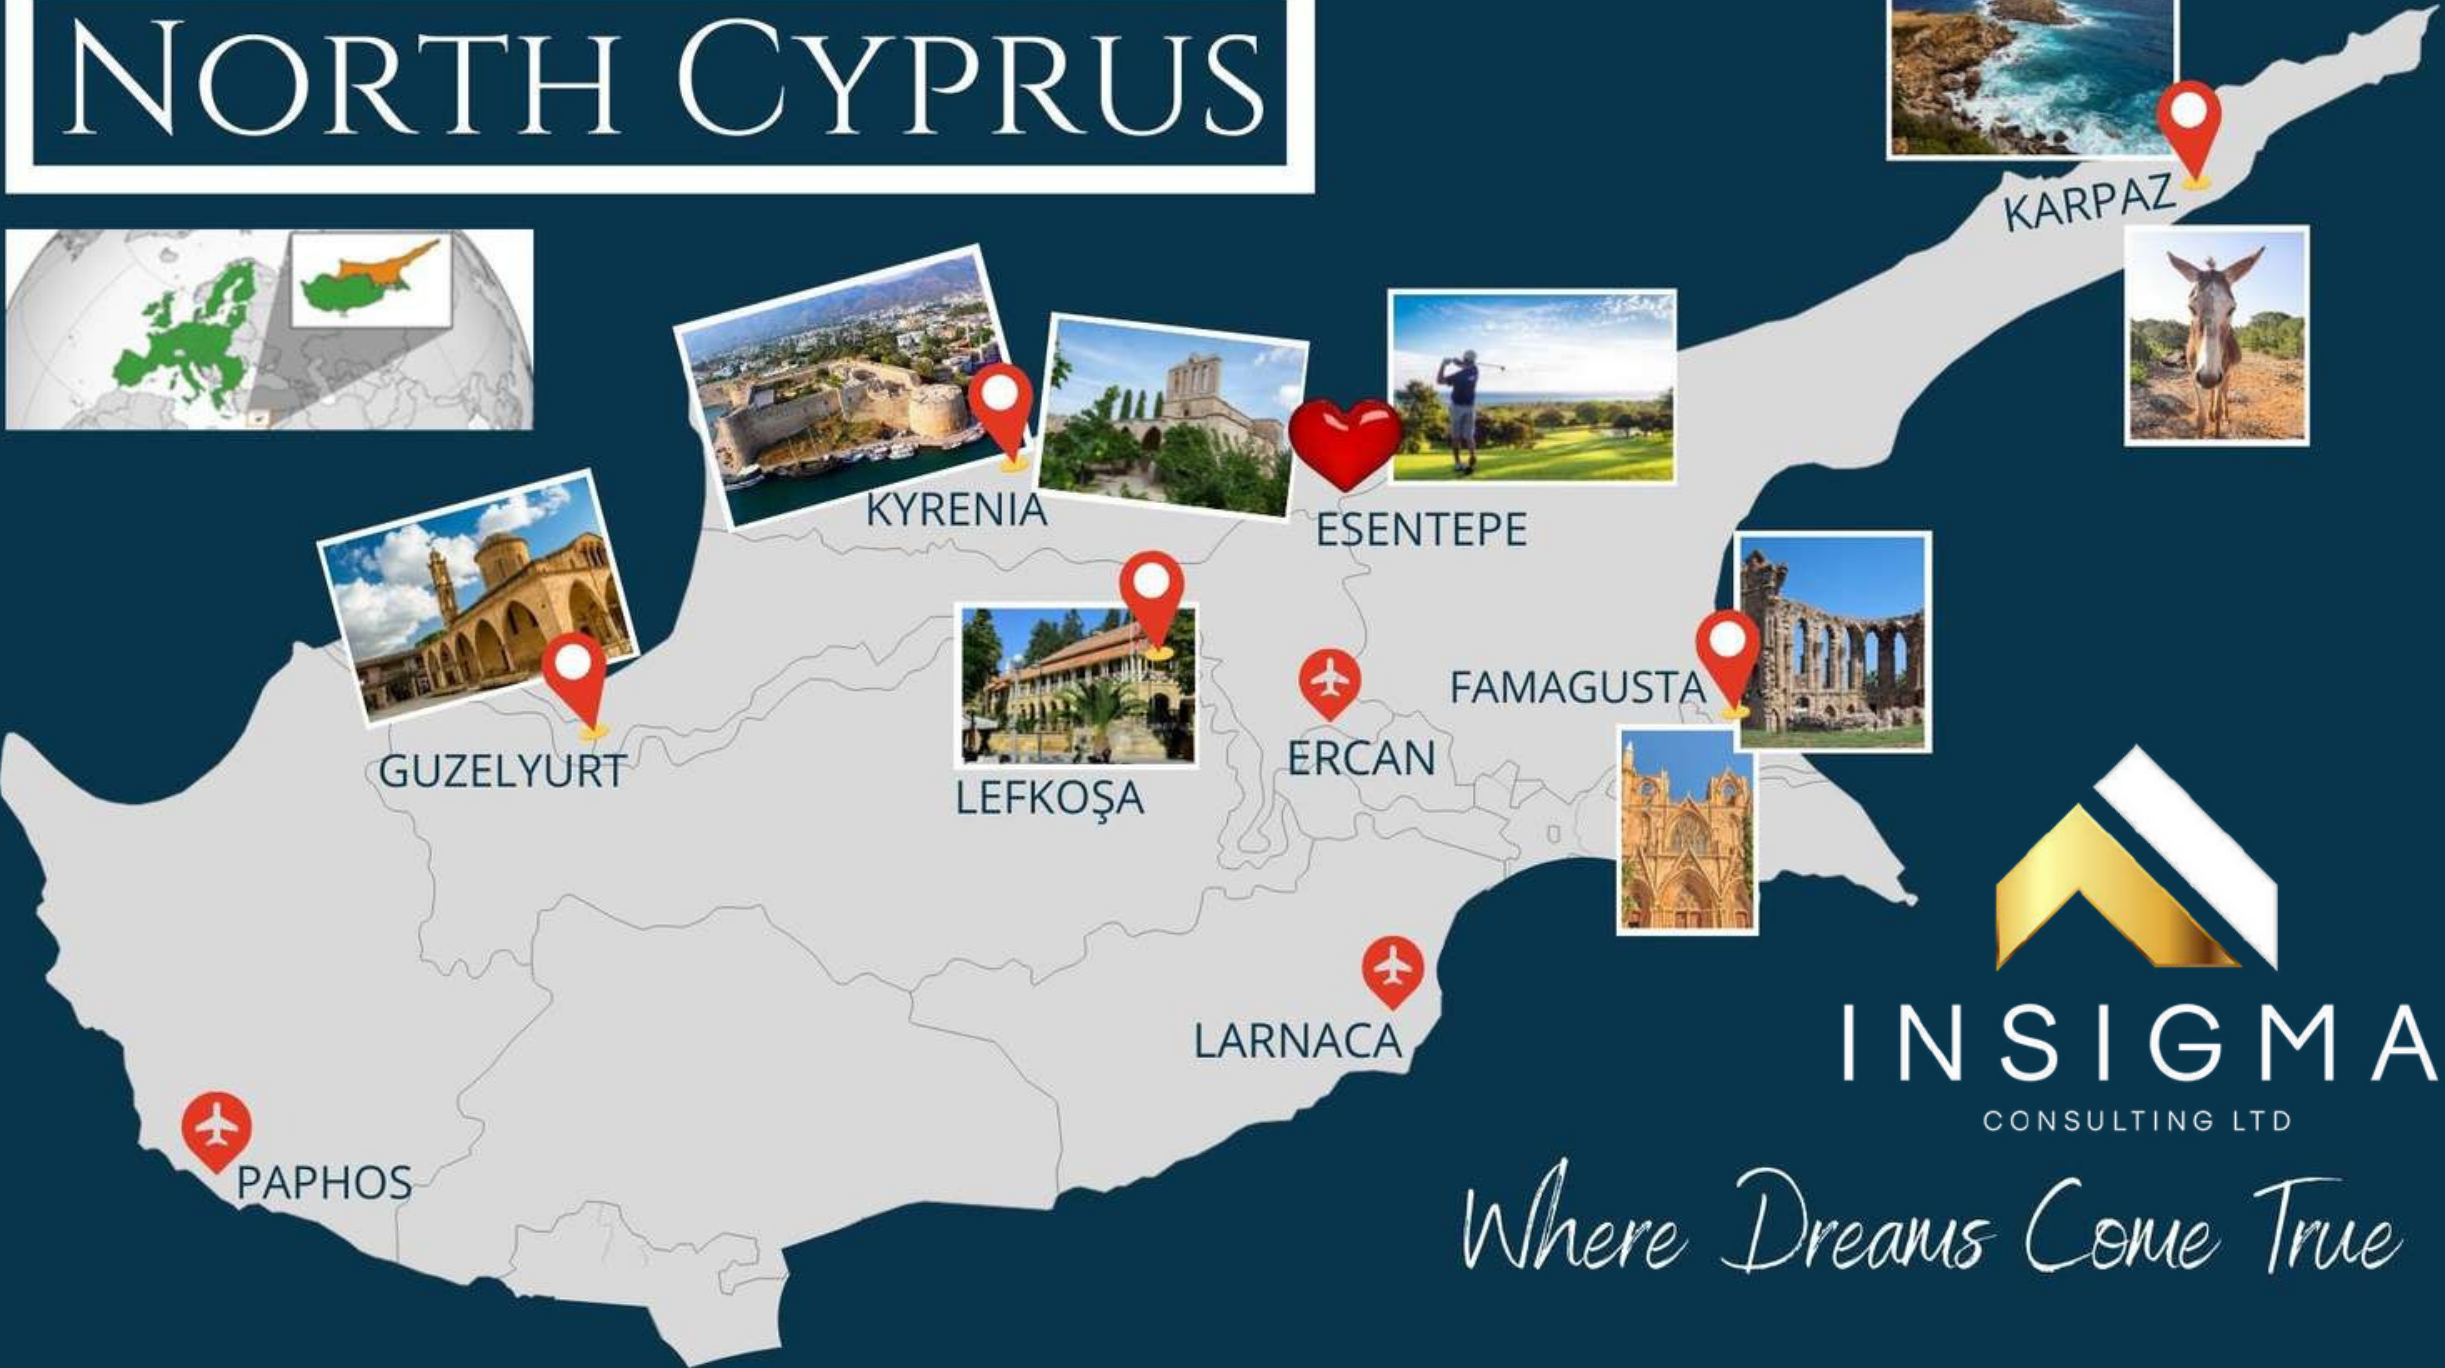 NORTH CYPRUS
KARPAZ
KYRENIA
ESENTEPE
FAMAGUSTA
GUZELYURT
ERCAN
LEFKOŞA
LARNACA
INSIGMA
CONSULTING LTD
PAPHOS
Where Dreams Come True